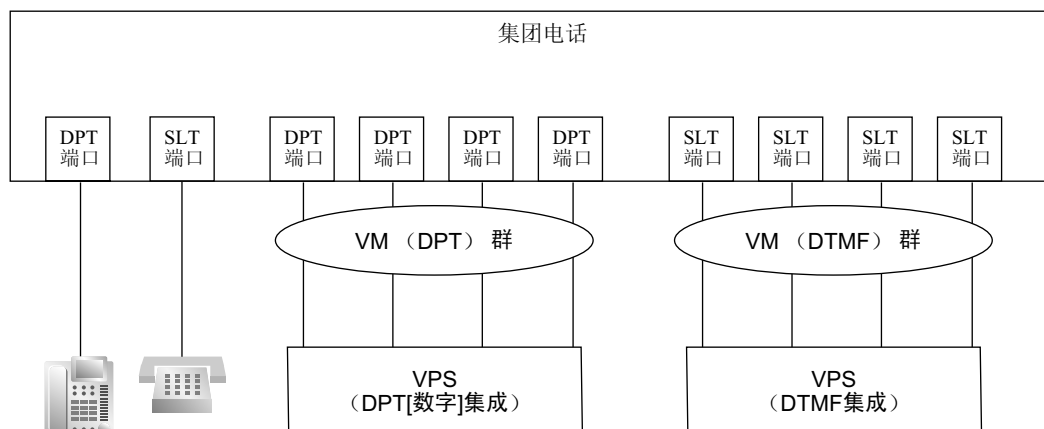 集团电话
DPT
端口
SLT
端口
DPT
端口
DPT
端口
DPT
端口
DPT
端口
SLT
端口
SLT
端口
SLT
端口
SLT
端口
VM （DPT） 群
VM （DTMF） 群
VPS
（DPT[数字]集成）
VPS
（DTMF集成）